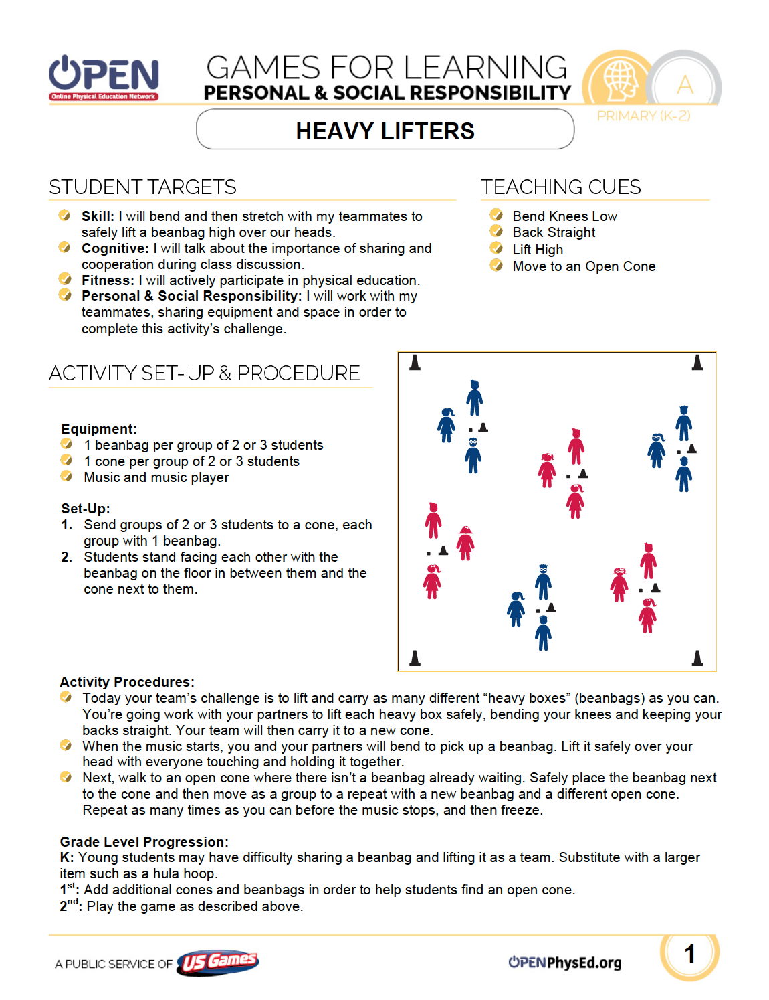 OPEN
Online Physical Education Network
GAMES FOR LEARNING
PERSONAL & SOCIAL RESPONSIBILITY
A
PRIMARY (K-2)
HEAVY LIFTERS
STUDENT TARGETS
Skill: I will bend and then stretch with my teammates to
safely lift a beanbag high over our heads.
Cognitive: I will talk about the importance of sharing and
cooperation during class discussion.
Fitness: I will actively participate in physical education.
Personal & Social Responsibility: I will work with my
teammates, sharing equipment and space in order to
complete this activity’s challenge.
TEACHING CUES
Bend Knees Low
Back Straight
Lift High
Move to an Open Cone
ACTIVITY SET-UP & PROCEDURE
Equipment:
1 beanbag per group of 2 or 3 students
1 cone per group of 2 or 3 students
Music and music player
Set-Up:
1. Send groups of 2 or 3 students to a cone, each
group with 1 beanbag.
2. Students stand facing each other with the
beanbag on the floor in between them and the
cone next to them.
Activity Procedures:
Today your team’s challenge is to lift and carry as many different “heavy boxes” (beanbags) as you can.
You’re going work with your partners to lift each heavy box safely, bending your knees and keeping your
backs straight. Your team will then carry it to a new cone.
When the music starts, you and your partners will bend to pick up a beanbag. Lift it safely over your
head with everyone touching and holding it together.
Next, walk to an open cone where there isn’t a beanbag already waiting. Safely place the beanbag next
to the cone and then move as a group to a repeat with a new beanbag and a different open cone.
Repeat as many times as you can before the music stops, and then freeze.
Grade Level Progression:
K: Young students may have difficulty sharing a beanbag and lifting it as a team. Substitute with a larger
item such as a hula hoop.
1st: Add additional cones and beanbags in order to help students find an open cone.
2nd: Play the game as described above.
A PUBLIC SERVICE OF US Games
OPENPhysEd.org
1